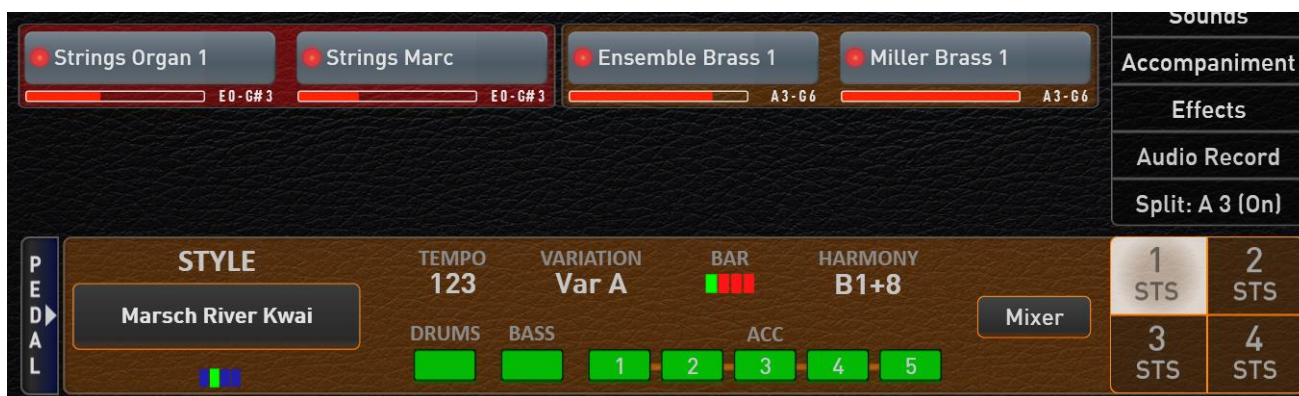 Sounds
Strings Organ 1
Strings Marc
Ensemble Brass 1
Miller Brass 1
E0-G#3
E0-G#3
A3-G6
A3-G6
Accompaniment
Effects
Audio Record
Split: A 3 (On)
PEDAL
STYLE
Marsch River Kwai
TEMPO
123
VARIATION
Var A
BAR
HARMONY
B1+8
DRUMS
BASS
ACC
1 2 3 4 5
Mixer
1
STS
2
STS
3
STS
4
STS